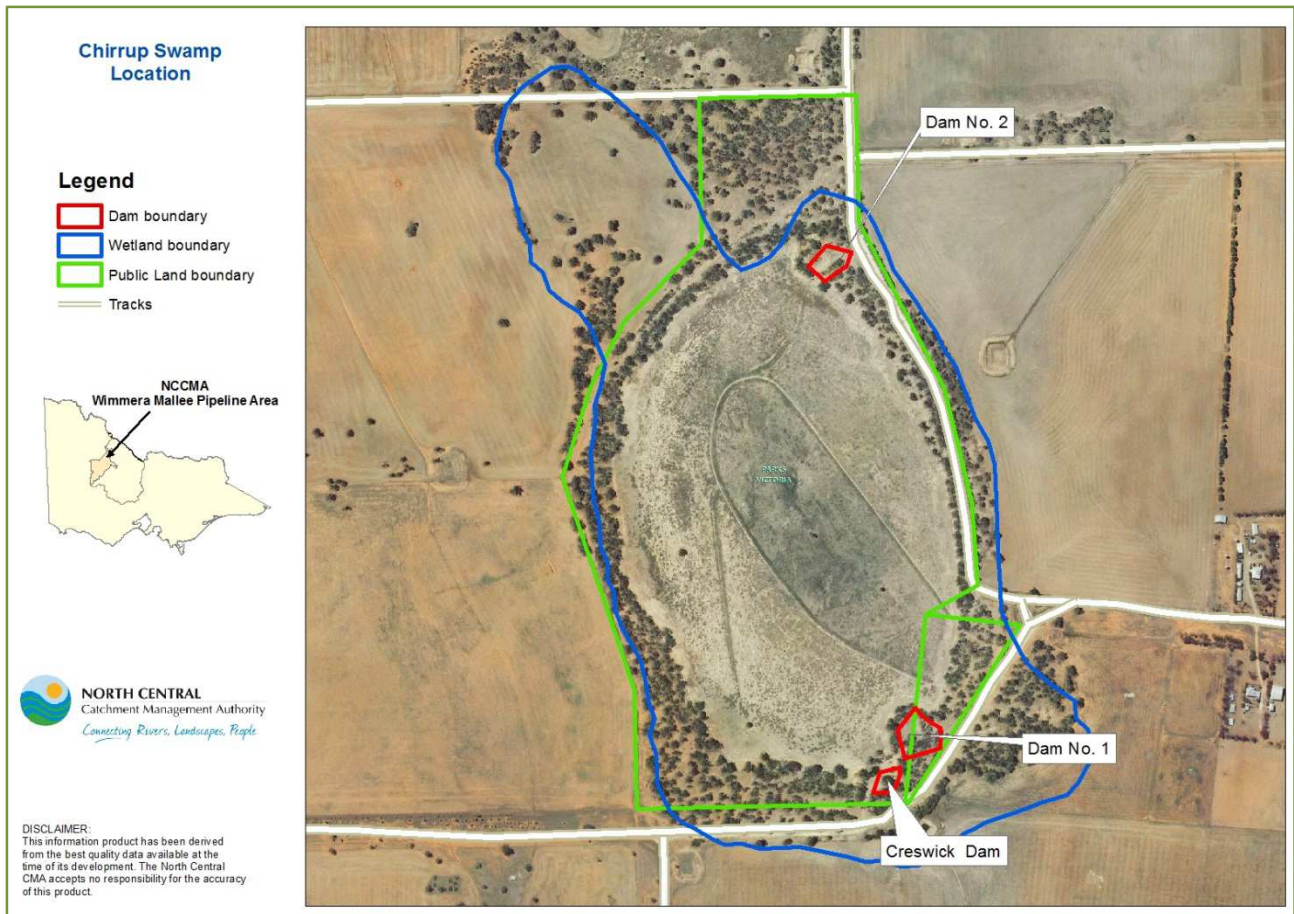 Chirrup Swamp
Location
Legend
Dam boundary
Wetland boundary
Public Land boundary
Tracks
NCCMA
Wimmera Mallee Pipeline Area
NORTH CENTRAL
Catchment Management Authority
Connecting Rivers, Landscapes, People
DISCLAIMER:
This information product has been derived
from the best quality data available at the
time of its development. The North Central
CMA accepts no responsibility for the accuracy
of this product.
Dam No. 2
PARKS
VICTORIA
Dam No. 1
Creswick Dam